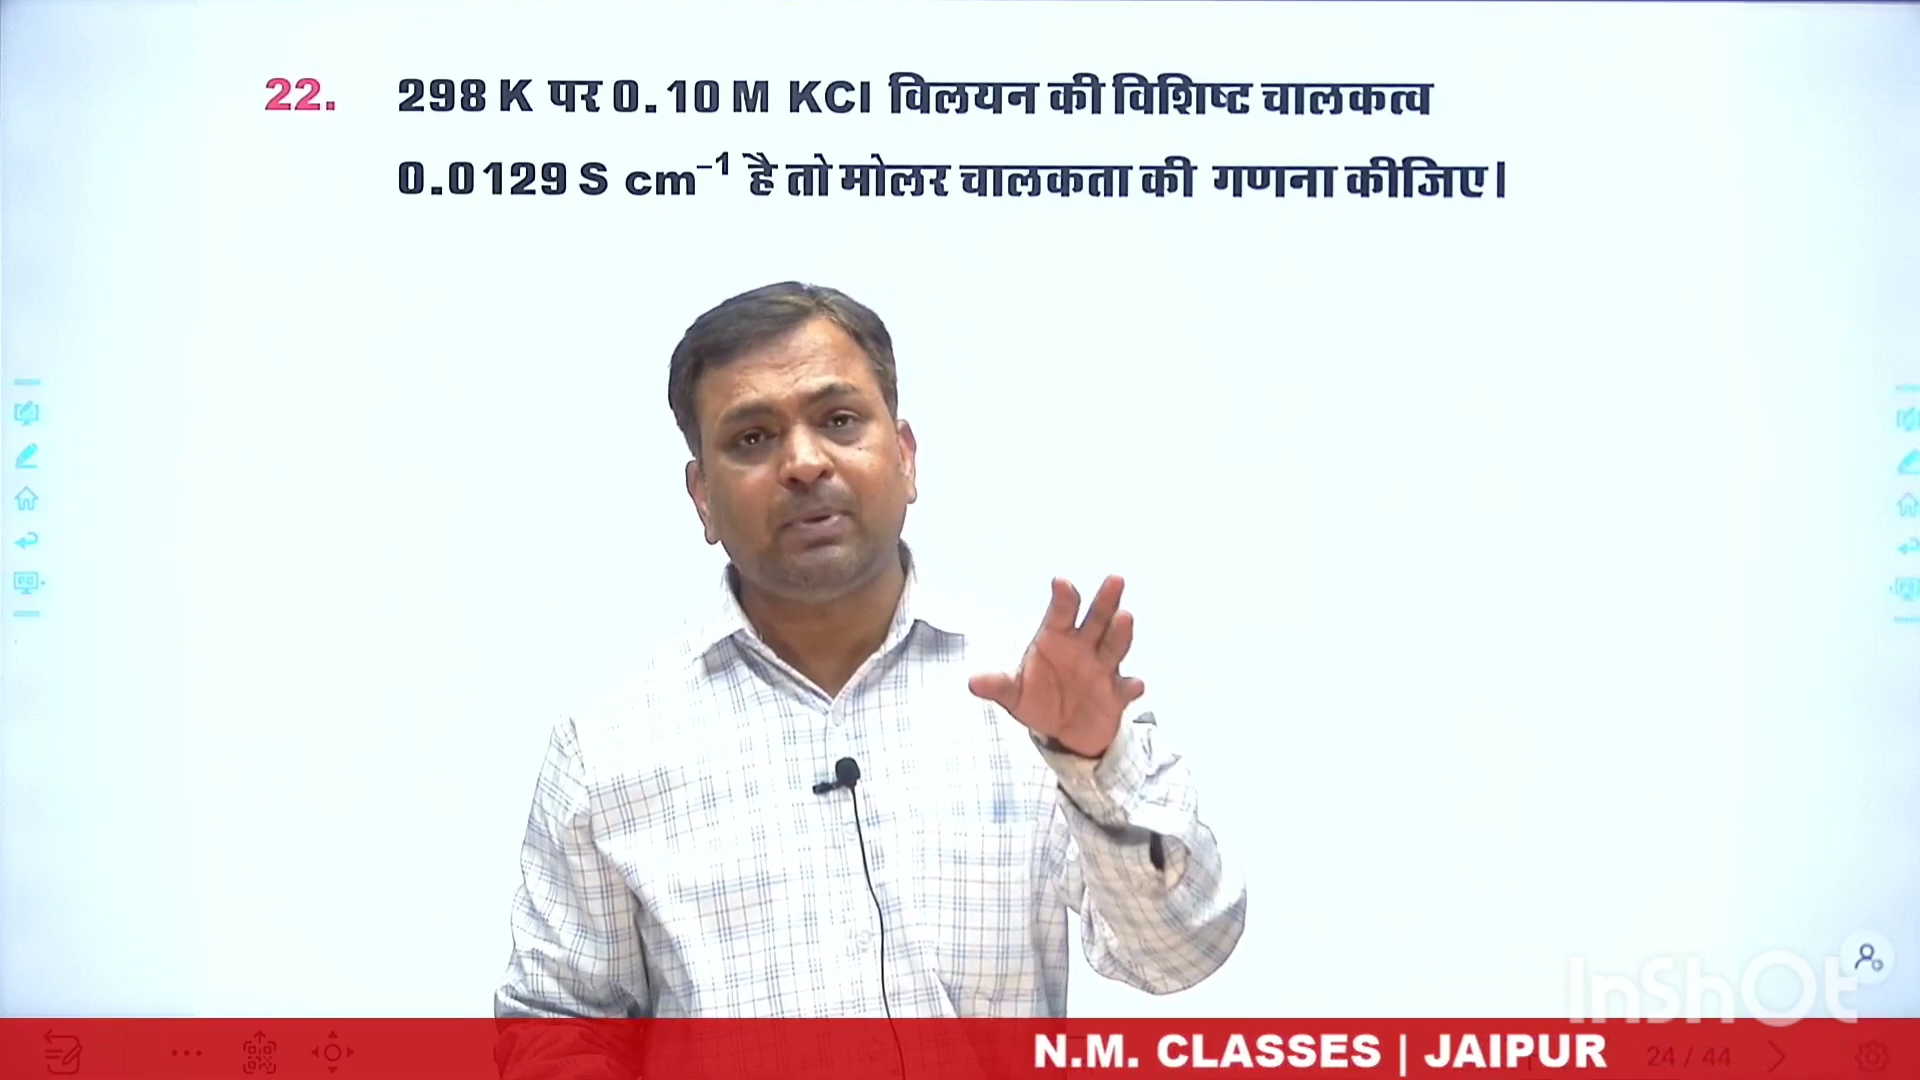 22. 298 K पर 0.10 M KCl विलयन की विशिष्ट चालकत्व
0.0129 S cm⁻¹ है तो मोलर चालकता की गणना कीजिए।
InShOt
N.M. CLASSES | JAIPUR
24 / 44